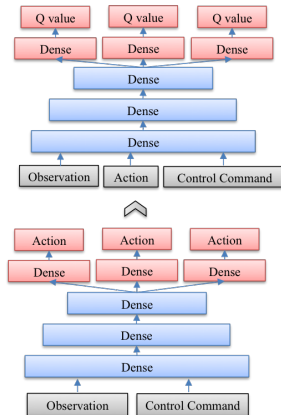 Q value Q value Q value
Dense Dense Dense
Dense
Dense
Dense
Observation Action Control Command
Action Action Action
Dense Dense Dense
Dense
Dense
Dense
Observation Control Command